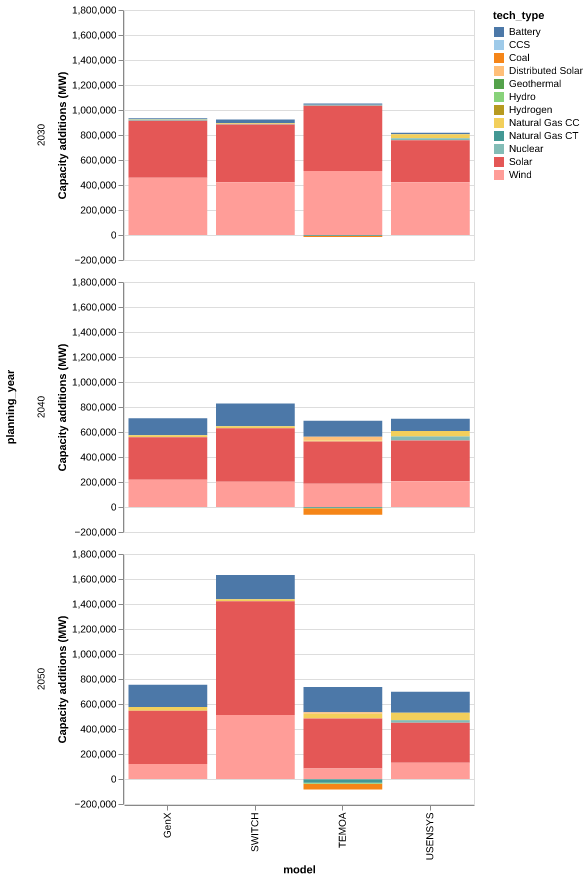 tech_type
Battery
CCS
Coal
Distributed Solar
Geothermal
Hydro
Hydrogen
Natural Gas CC
Natural Gas CT
Nuclear
Solar
Wind
planning_year
2030
Capacity additions (MW)
1,800,000
1,600,000
1,400,000
1,200,000
1,000,000
800,000
600,000
400,000
200,000
0
−200,000
2040
Capacity additions (MW)
1,800,000
1,600,000
1,400,000
1,200,000
1,000,000
800,000
600,000
400,000
200,000
0
−200,000
2050
Capacity additions (MW)
1,800,000
1,600,000
1,400,000
1,200,000
1,000,000
800,000
600,000
400,000
200,000
0
−200,000
GenX
SWITCH
TEMOA
USENSYS
model